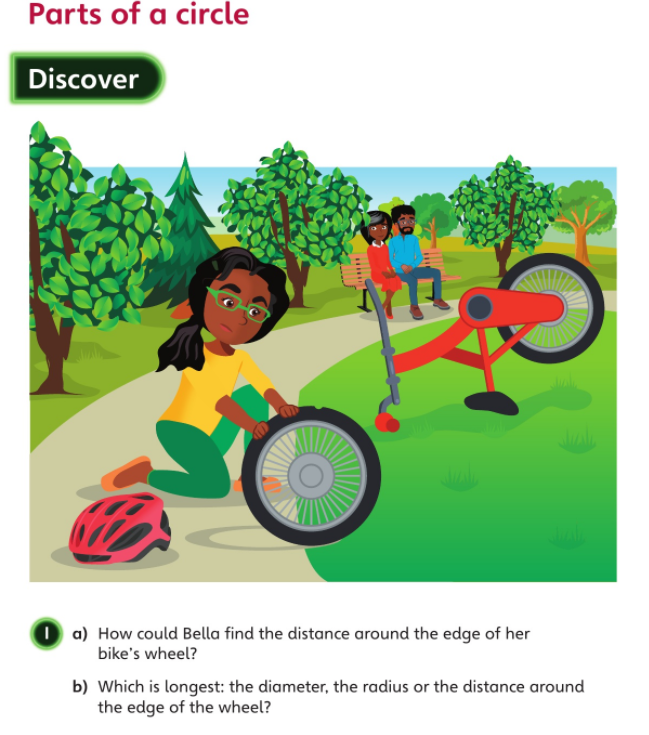 Parts of a circle
Discover
1 a) How could Bella find the distance around the edge of her
bike's wheel?
b) Which is longest: the diameter, the radius or the distance around
the edge of the wheel?